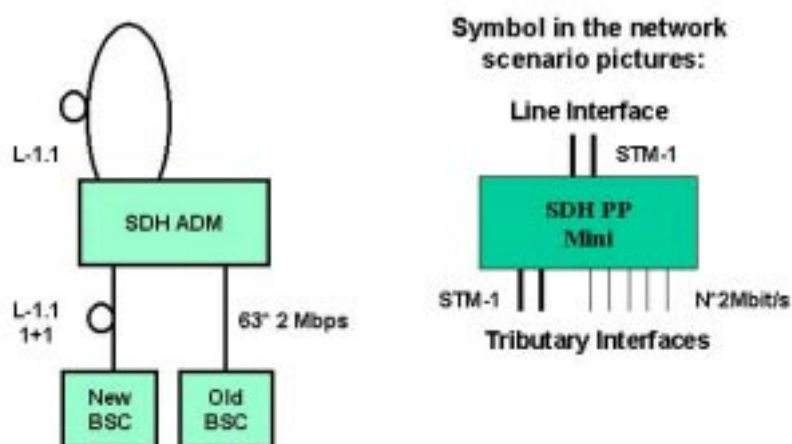 L-1.1
SDH ADM
L-1.1
1+1
63* 2 Mbps
New
BSC
Old
BSC
Symbol in the network
scenario pictures:
Line Interface
STM-1
SDH PP
Mini
STM-1
N*2Mbit/s
Tributary Interfaces